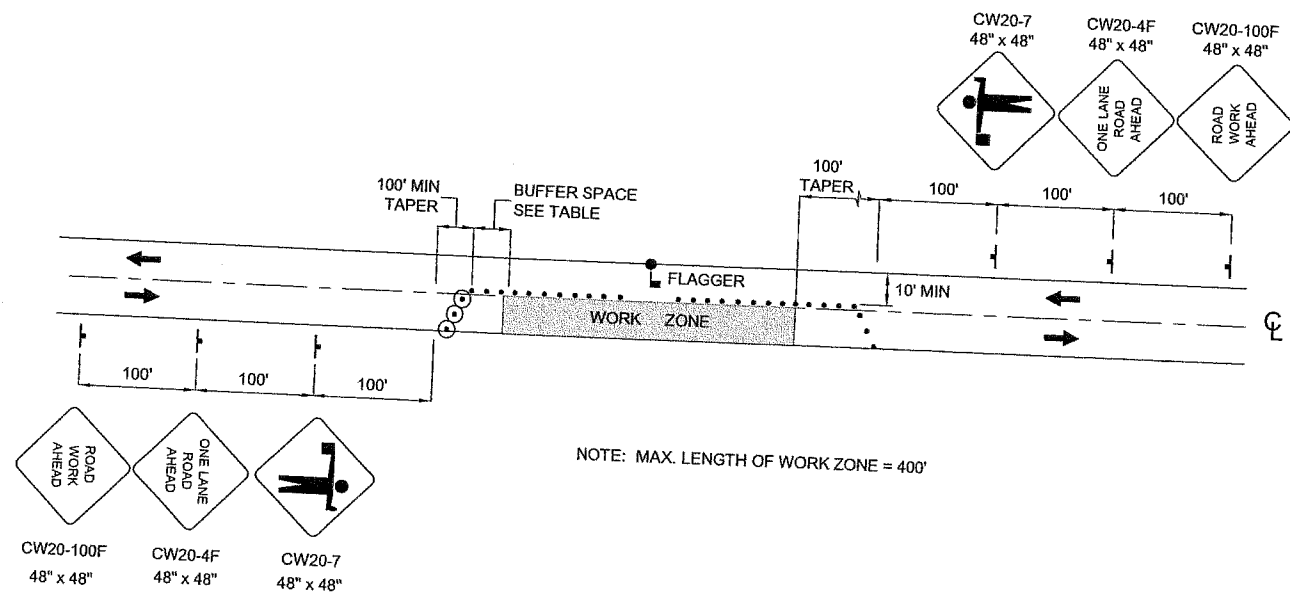 CW20-7
48" x 48"
CW20-4F
48" x 48"
CW20-100F
48" x 48"
ONE LANE
ROAD
AHEAD
ROAD
WORK
AHEAD
100'
TAPER
100'
100'
100'
100' MIN
TAPER
BUFFER SPACE
SEE TABLE
FLAGGER
10' MIN
WORK ZONE
CL
100'
100'
100'
NOTE: MAX. LENGTH OF WORK ZONE = 400'
ROAD
WORK
AHEAD
ONE LANE
ROAD
AHEAD
CW20-100F
48" x 48"
CW20-4F
48" x 48"
CW20-7
48" x 48"